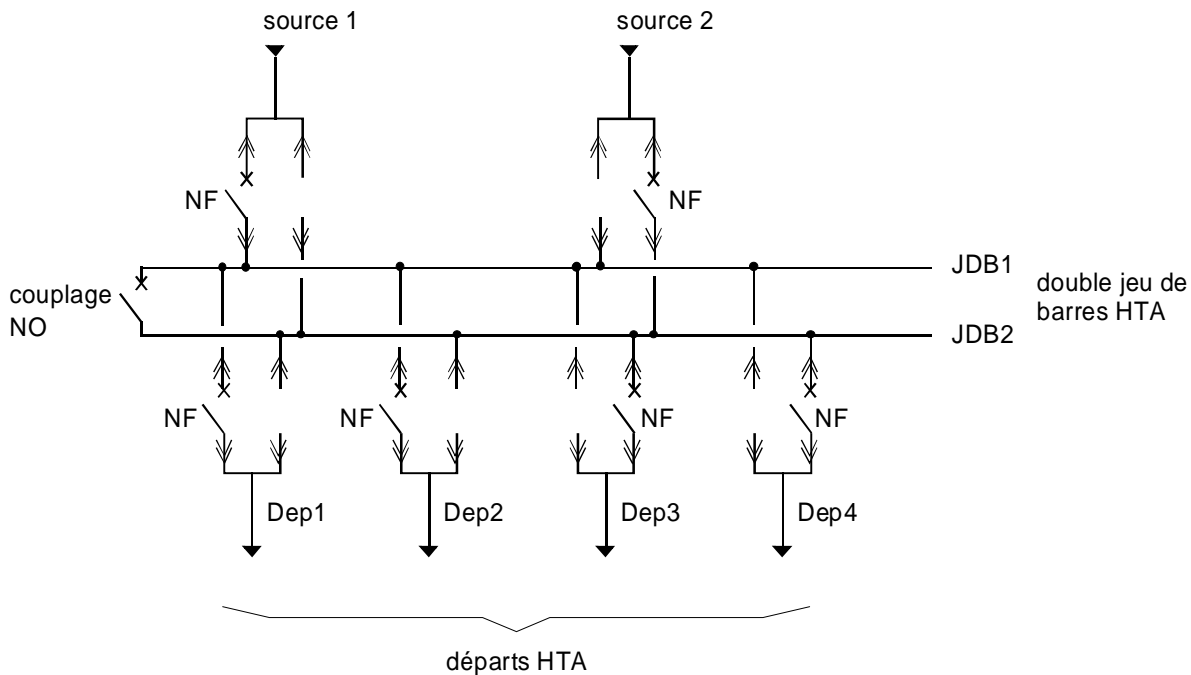 source 1
source 2
NF
NF
JDB1
couplage
NO
double jeu de
barres HTA
JDB2
NF
NF
NF
NF
Dep1
Dep2
Dep3
Dep4
départs HTA